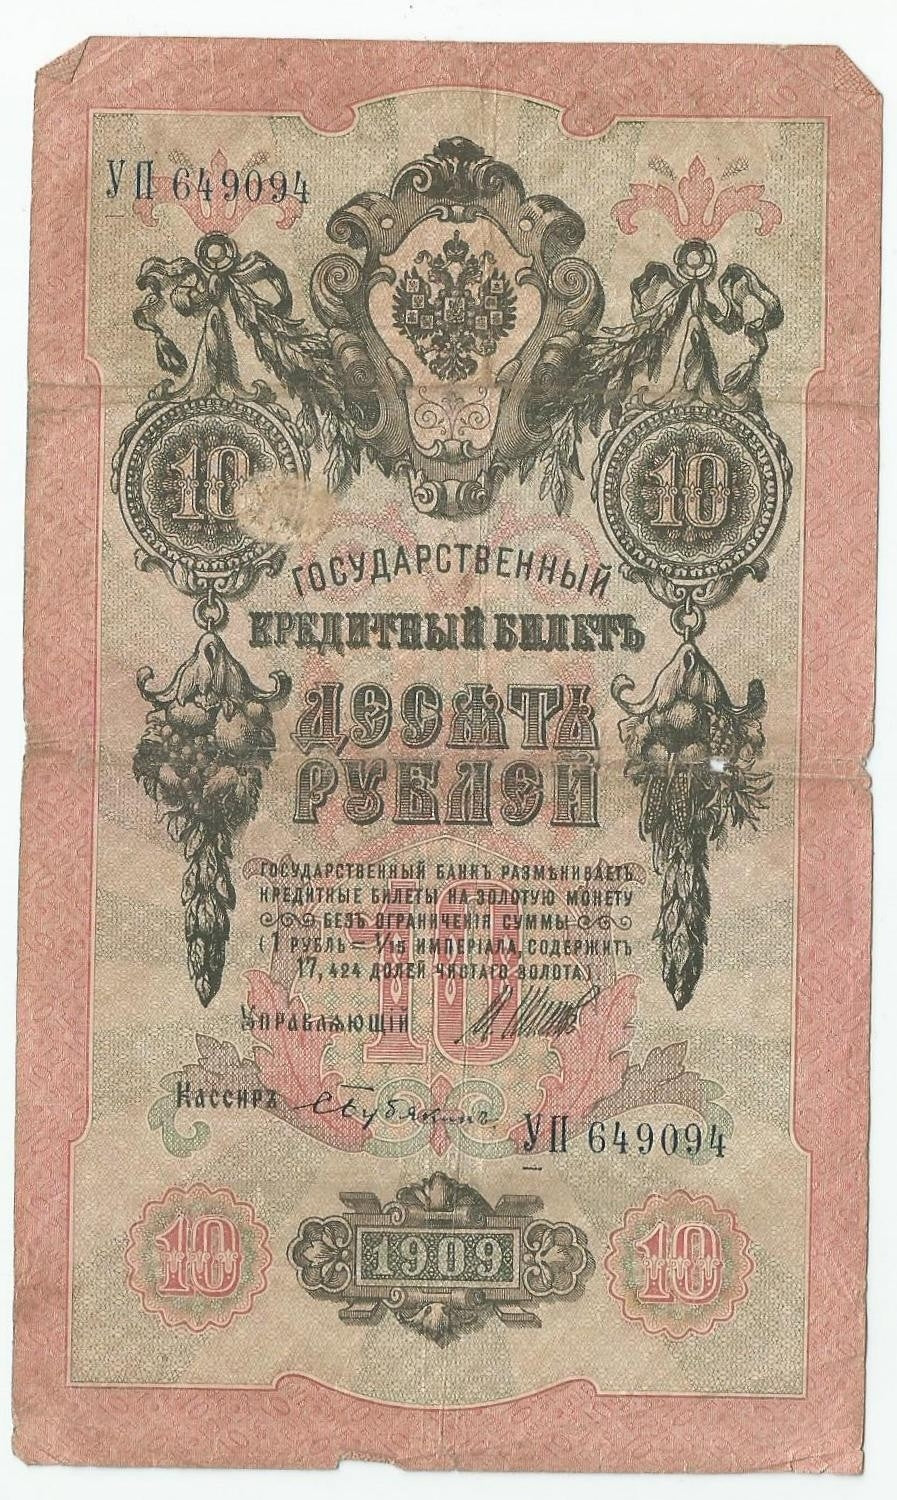 УП 649094
10 10
ГОСУДАРСТВЕННЫЙ
КРЕДИТНЫЙ БИЛЕТЪ
ДЕСЯТЬ
РУБЛЕЙ
ГОСУДАРСТВЕННЫЙ БАНКЪ РАЗМѢНИВАЕТЪ
КРЕДИТНЫЕ БИЛЕТЫ НА ЗОЛОТУЮ МОНЕТУ
БЕЗЪ ОГРАНИЧЕНІЯ СУММЫ
(1 РУБЛЬ = 1/15 ИМПЕРІАЛА, СОДЕРЖИТЪ
17,424 ДОЛЕЙ ЧИСТАГО ЗОЛОТА).
10
УПРАВЛЯЮЩІЙ
КАССИРЪ
УП 649094
10 1909 10